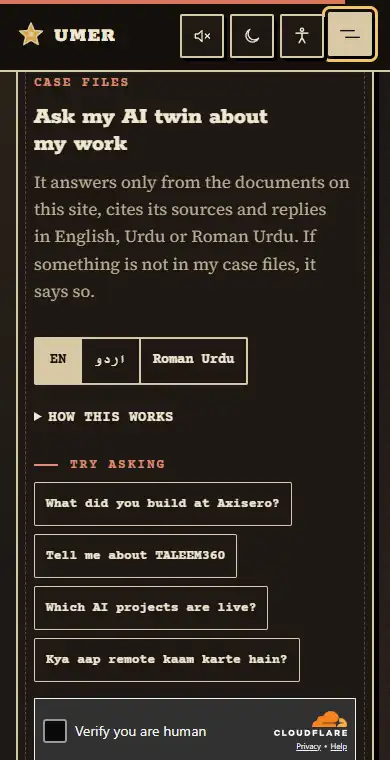 UMER
CASE FILES
Ask my AI twin about
my work
It answers only from the documents on
this site, cites its sources and replies
in English, Urdu or Roman Urdu. If
something is not in my case files, it
says so.
EN اردو Roman Urdu
HOW THIS WORKS
TRY ASKING
What did you build at Axisero?
Tell me about TALEEM360
Which AI projects are live?
Kya aap remote kaam karte hain?
Verify you are human
CLOUDFLARE
Privacy • Help